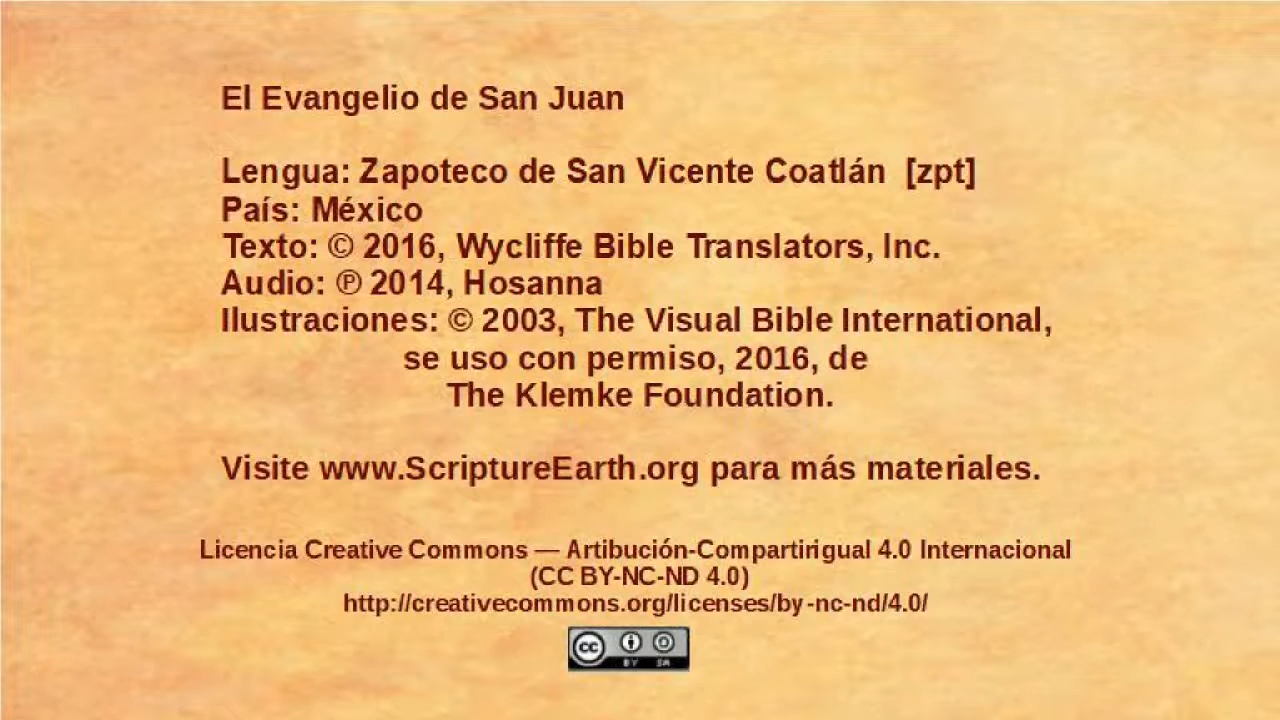 El Evangelio de San Juan
Lengua: Zapoteco de San Vicente Coatlán [zpt]
País: México
Texto: © 2016, Wycliffe Bible Translators, Inc.
Audio: ℗ 2014, Hosanna
Ilustraciones: © 2003, The Visual Bible International,
se uso con permiso, 2016, de
The Klemke Foundation.
Visite www.ScriptureEarth.org para más materiales.
Licencia Creative Commons — Artibución-Compartirigual 4.0 Internacional
(CC BY-NC-ND 4.0)
http://creativecommons.org/licenses/by-nc-nd/4.0/
cc BY SA